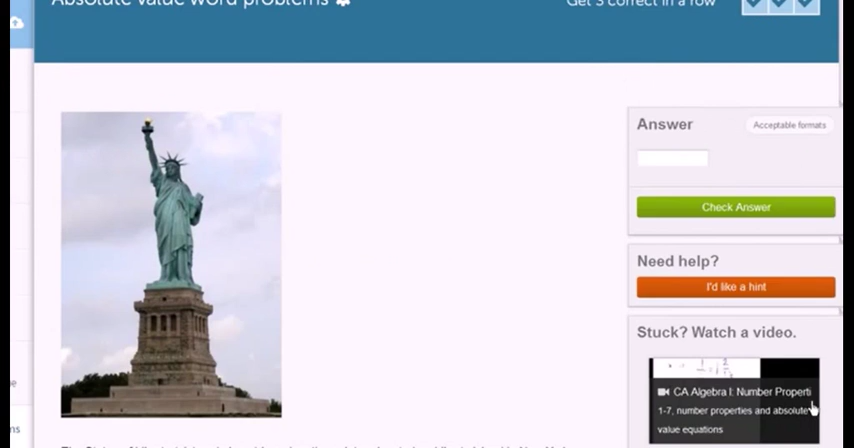 Absolute value word problems
Get 3 correct in a row
Answer
Acceptable formats
Check Answer
Need help?
I'd like a hint
Stuck? Watch a video.
CA Algebra I: Number Properti
1-7, number properties and absolute
value equations
e
ms